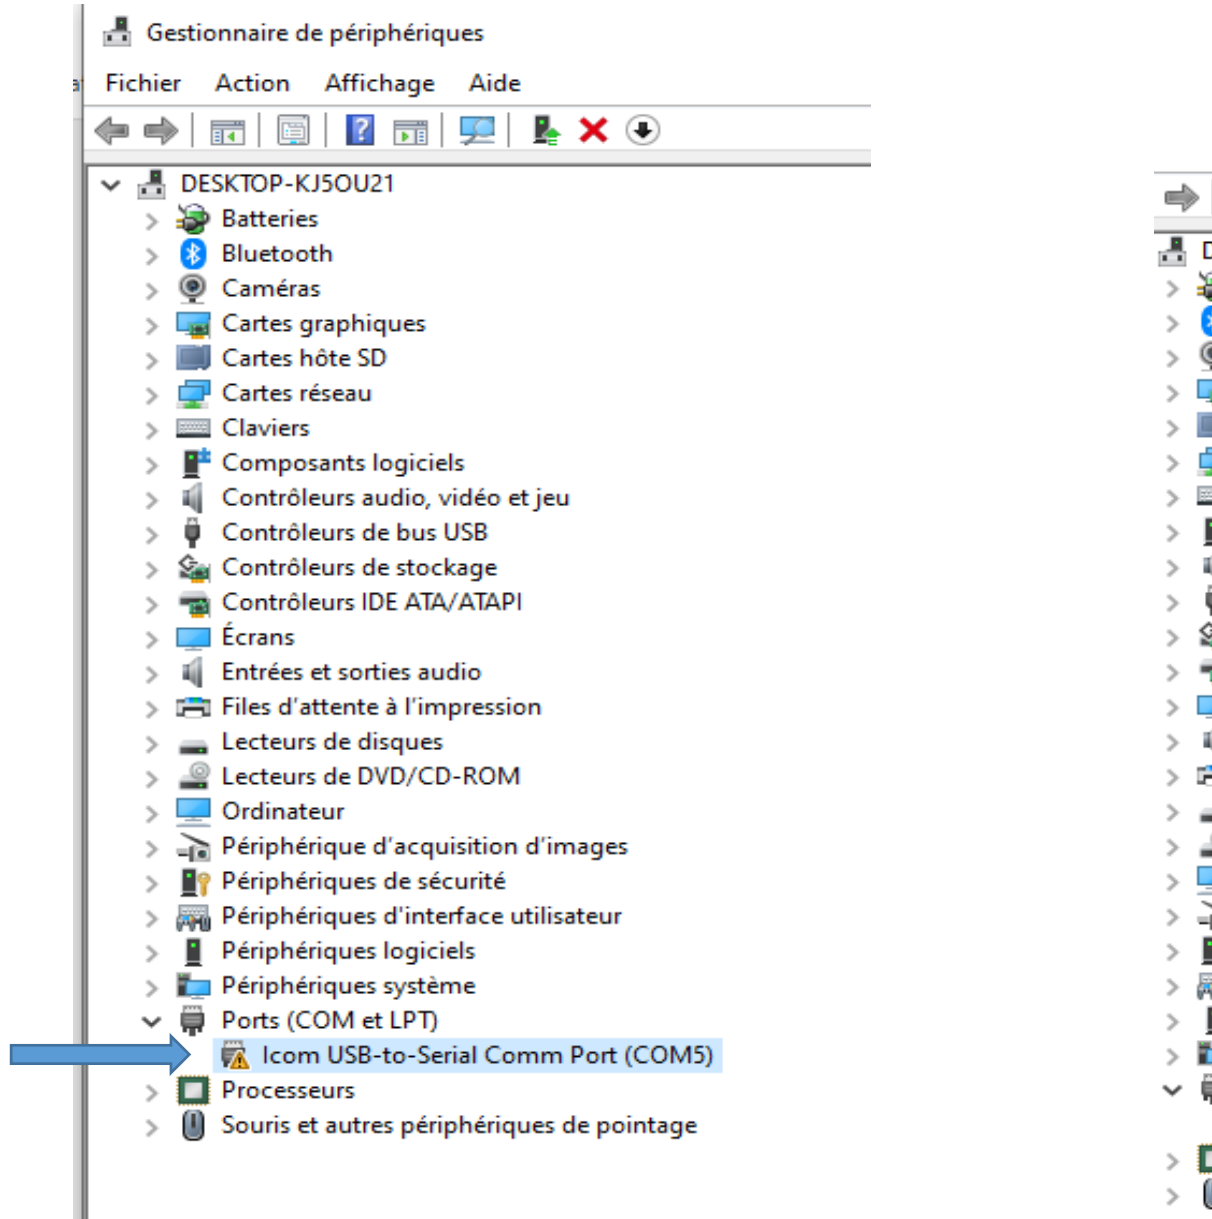 Gestionnaire de périphériques
Fichier Action Affichage Aide
DESKTOP-KJ5OU21
Batteries
Bluetooth
Caméras
Cartes graphiques
Cartes hôte SD
Cartes réseau
Claviers
Composants logiciels
Contrôleurs audio, vidéo et jeu
Contrôleurs de bus USB
Contrôleurs de stockage
Contrôleurs IDE ATA/ATAPI
Écrans
Entrées et sorties audio
Files d'attente à l'impression
Lecteurs de disques
Lecteurs de DVD/CD-ROM
Ordinateur
Périphérique d'acquisition d'images
Périphériques de sécurité
Périphériques d'interface utilisateur
Périphériques logiciels
Périphériques système
Ports (COM et LPT)
Icom USB-to-Serial Comm Port (COM5)
Processeurs
Souris et autres périphériques de pointage